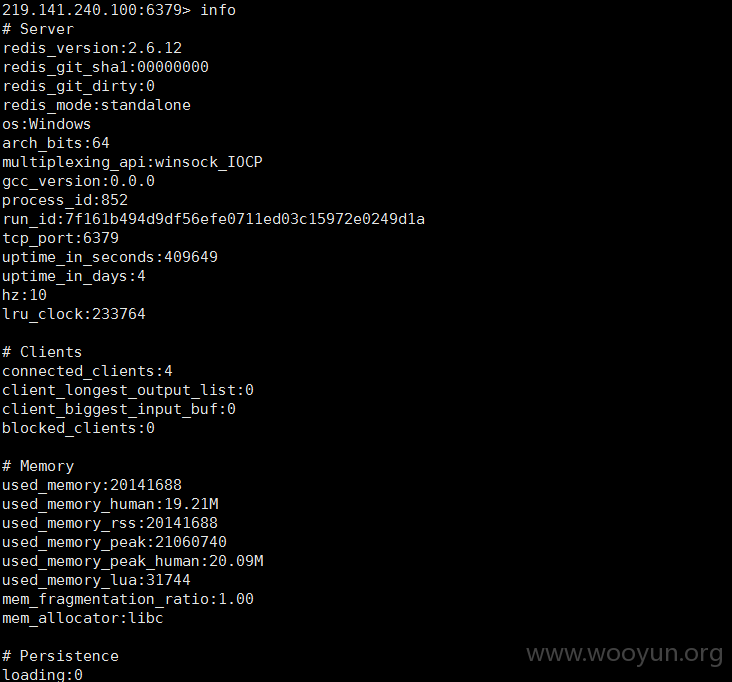 219.141.240.100:6379> info
# Server
redis_version:2.6.12
redis_git_sha1:00000000
redis_git_dirty:0
redis_mode:standalone
os:Windows
arch_bits:64
multiplexing_api:winsock_IOCP
gcc_version:0.0.0
process_id:852
run_id:7f161b494d9df56efe0711ed03c15972e0249d1a
tcp_port:6379
uptime_in_seconds:409649
uptime_in_days:4
hz:10
lru_clock:233764
# Clients
connected_clients:4
client_longest_output_list:0
client_biggest_input_buf:0
blocked_clients:0
# Memory
used_memory:20141688
used_memory_human:19.21M
used_memory_rss:20141688
used_memory_peak:21060740
used_memory_peak_human:20.09M
used_memory_lua:31744
mem_fragmentation_ratio:1.00
mem_allocator:libc
# Persistence
loading:0
www.wooyun.org